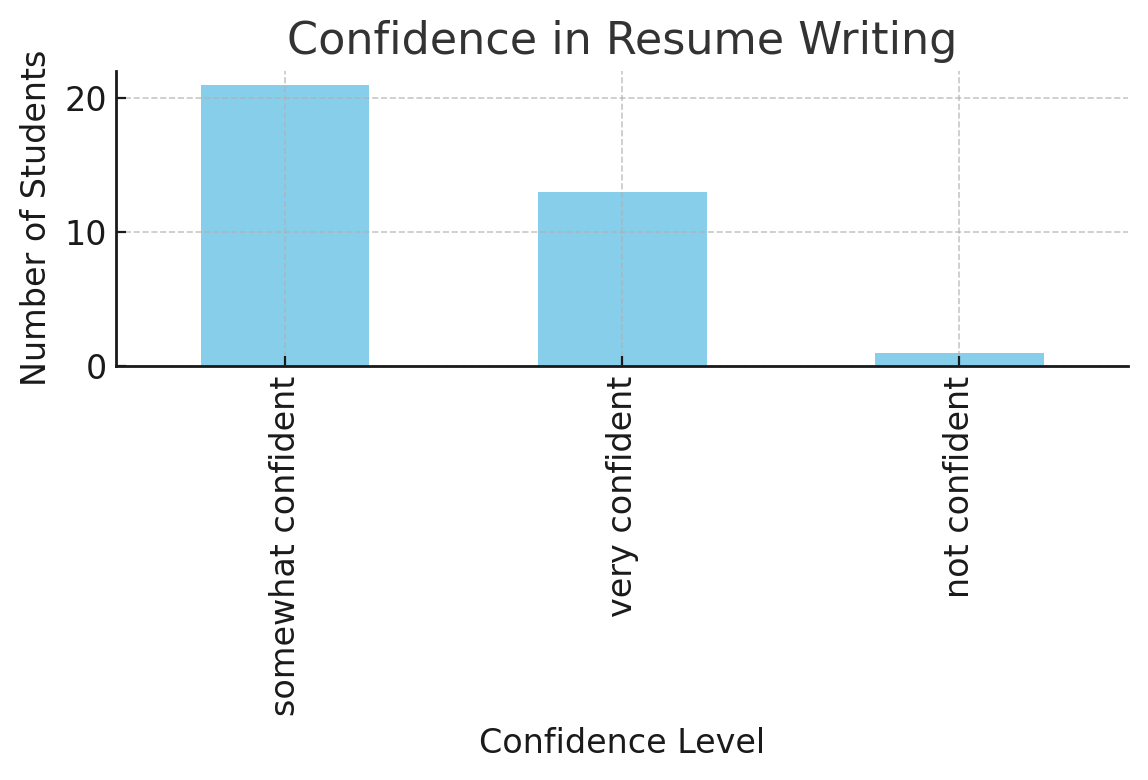 Confidence in Resume Writing
Number of Students
20
10
0
somewhat confident
very confident
not confident
Confidence Level